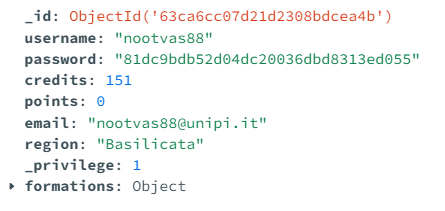 _id: ObjectId('63ca6cc07d21d2308bdcea4b')
username: "nootvas88"
password: "81dc9bdb52d04dc20036dbd8313ed055"
credits: 151
points: 0
email: "nootvas88@unipi.it"
region: "Basilicata"
_privilege: 1
formations: Object